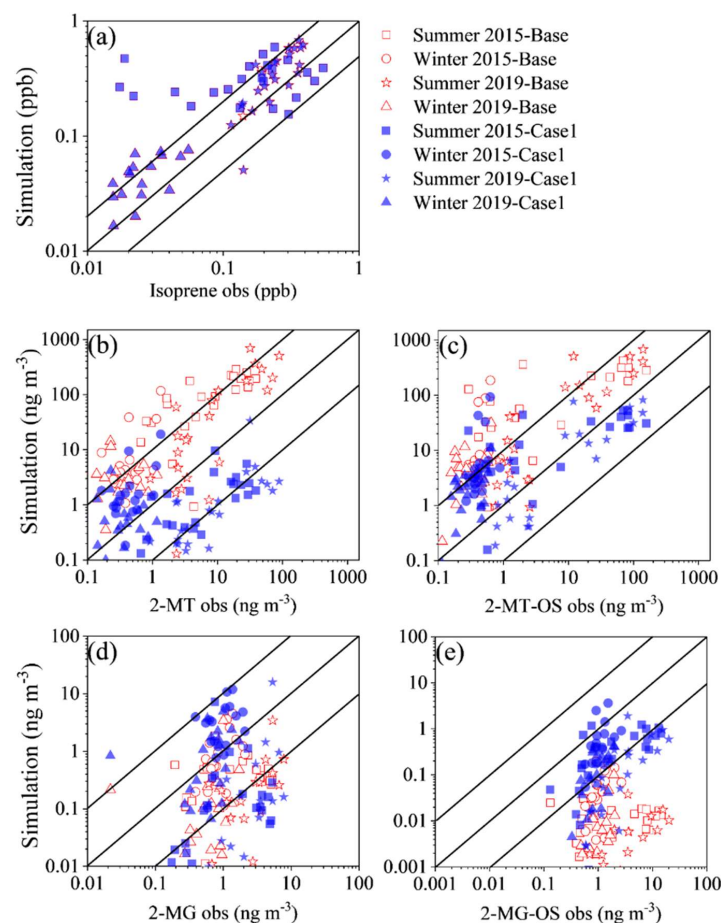 (a)
Simulation (ppb)
1
0.1
0.01
0.01
0.1
1
Isoprene obs (ppb)
Summer 2015-Base
Winter 2015-Base
Summer 2019-Base
Winter 2019-Base
Summer 2015-Case1
Winter 2015-Case1
Summer 2019-Case1
Winter 2019-Case1
(b)
Simulation (ng m⁻³)
1000
100
10
1
0.1
0.1 1 10 100 1000
2-MT obs (ng m⁻³)
(c)
1000
100
10
1
0.1
0.1 1 10 100 1000
2-MT-OS obs (ng m⁻³)
(d)
Simulation (ng m⁻³)
100
10
1
0.1
0.01
0.01 0.1 1 10 100
2-MG obs (ng m⁻³)
(e)
100
10
1
0.1
0.01
0.001
0.001 0.01 0.1 1 10 100
2-MG-OS obs (ng m⁻³)